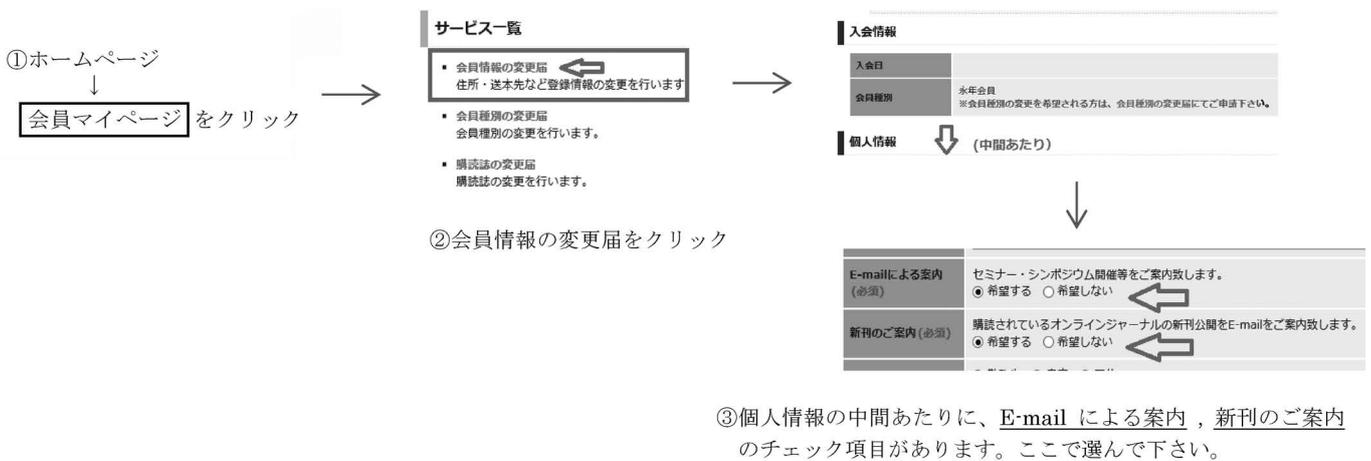 ①ホームページ
↓
会員マイページ をクリック
サービス一覧
▪ 会員情報の変更届
住所・送本先など登録情報の変更を行います
▪ 会員種別の変更届
会員種別の変更を行います。
▪ 購読誌の変更届
購読誌の変更を行います。
②会員情報の変更届をクリック
入会情報
入会日
会員種別
永年会員
※会員種別の変更を希望される方は、会員種別の変更届にてご申請下さい。
個人情報 (中間あたり)
E-mailによる案内(必須)
セミナー・シンポジウム開催等をご案内致します。
希望する 希望しない
新刊のご案内(必須)
購読されているオンラインジャーナルの新刊公開をE-mailをご案内致します。
希望する 希望しない
③個人情報の中間あたりに、E-mail による案内 , 新刊のご案内
のチェック項目があります。ここで選んで下さい。